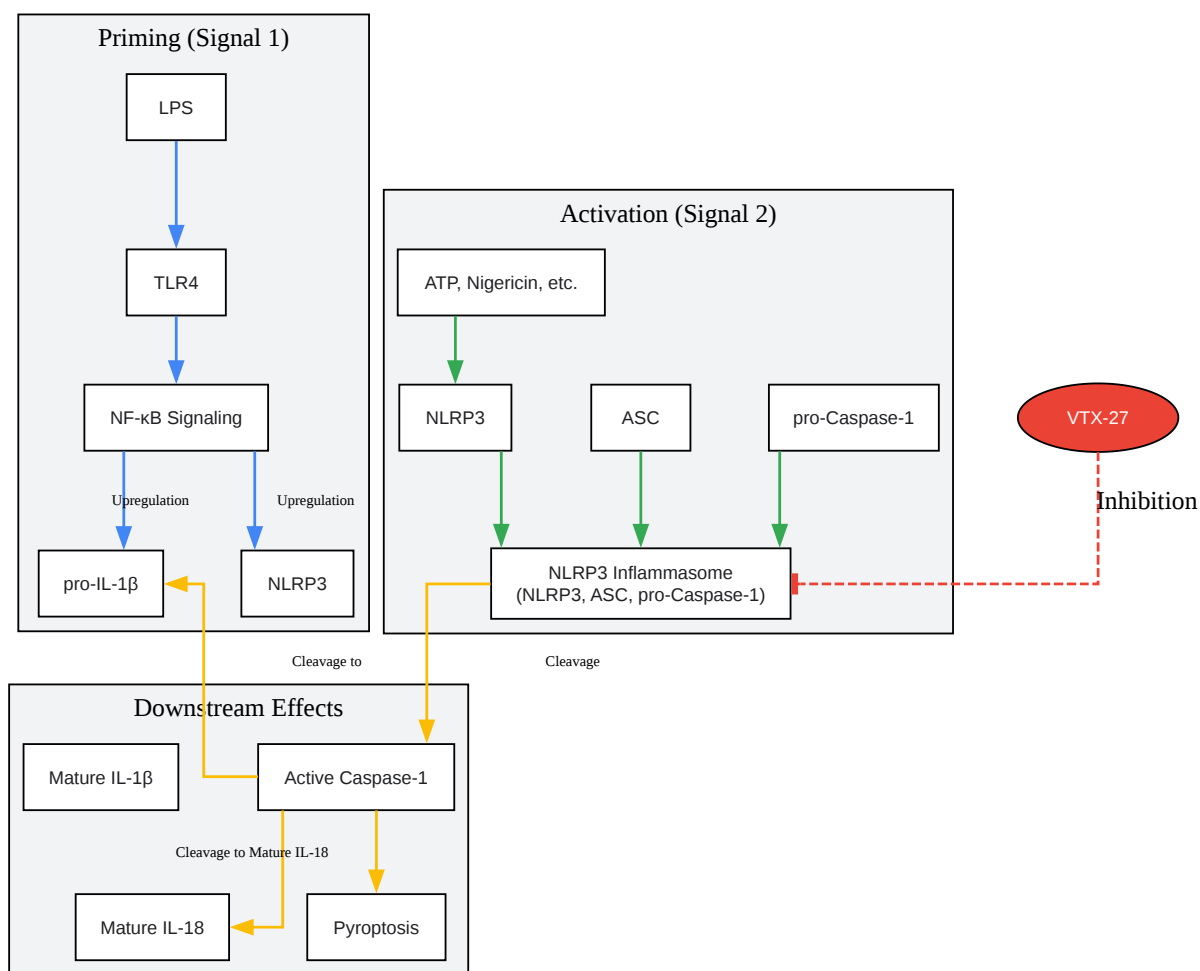 Priming (Signal 1)
LPS
TLR4
NF-κB Signaling
Upregulation
Upregulation
pro-IL-1β
NLRP3
Activation (Signal 2)
ATP, Nigericin, etc.
NLRP3
ASC
pro-Caspase-1
NLRP3 Inflammasome
(NLRP3, ASC, pro-Caspase-1)
VTX-27
Inhibition
Cleavage to
Cleavage
Downstream Effects
Mature IL-1β
Active Caspase-1
Cleavage to Mature IL-18
Mature IL-18
Pyroptosis